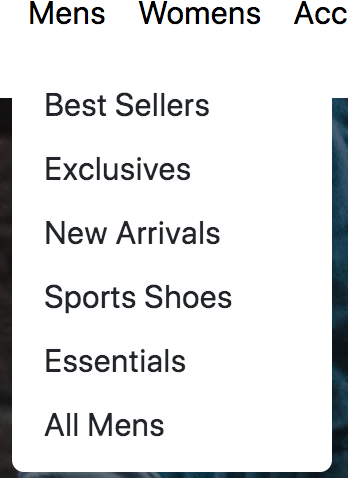 Mens Womens Acc
Best Sellers
Exclusives
New Arrivals
Sports Shoes
Essentials
All Mens